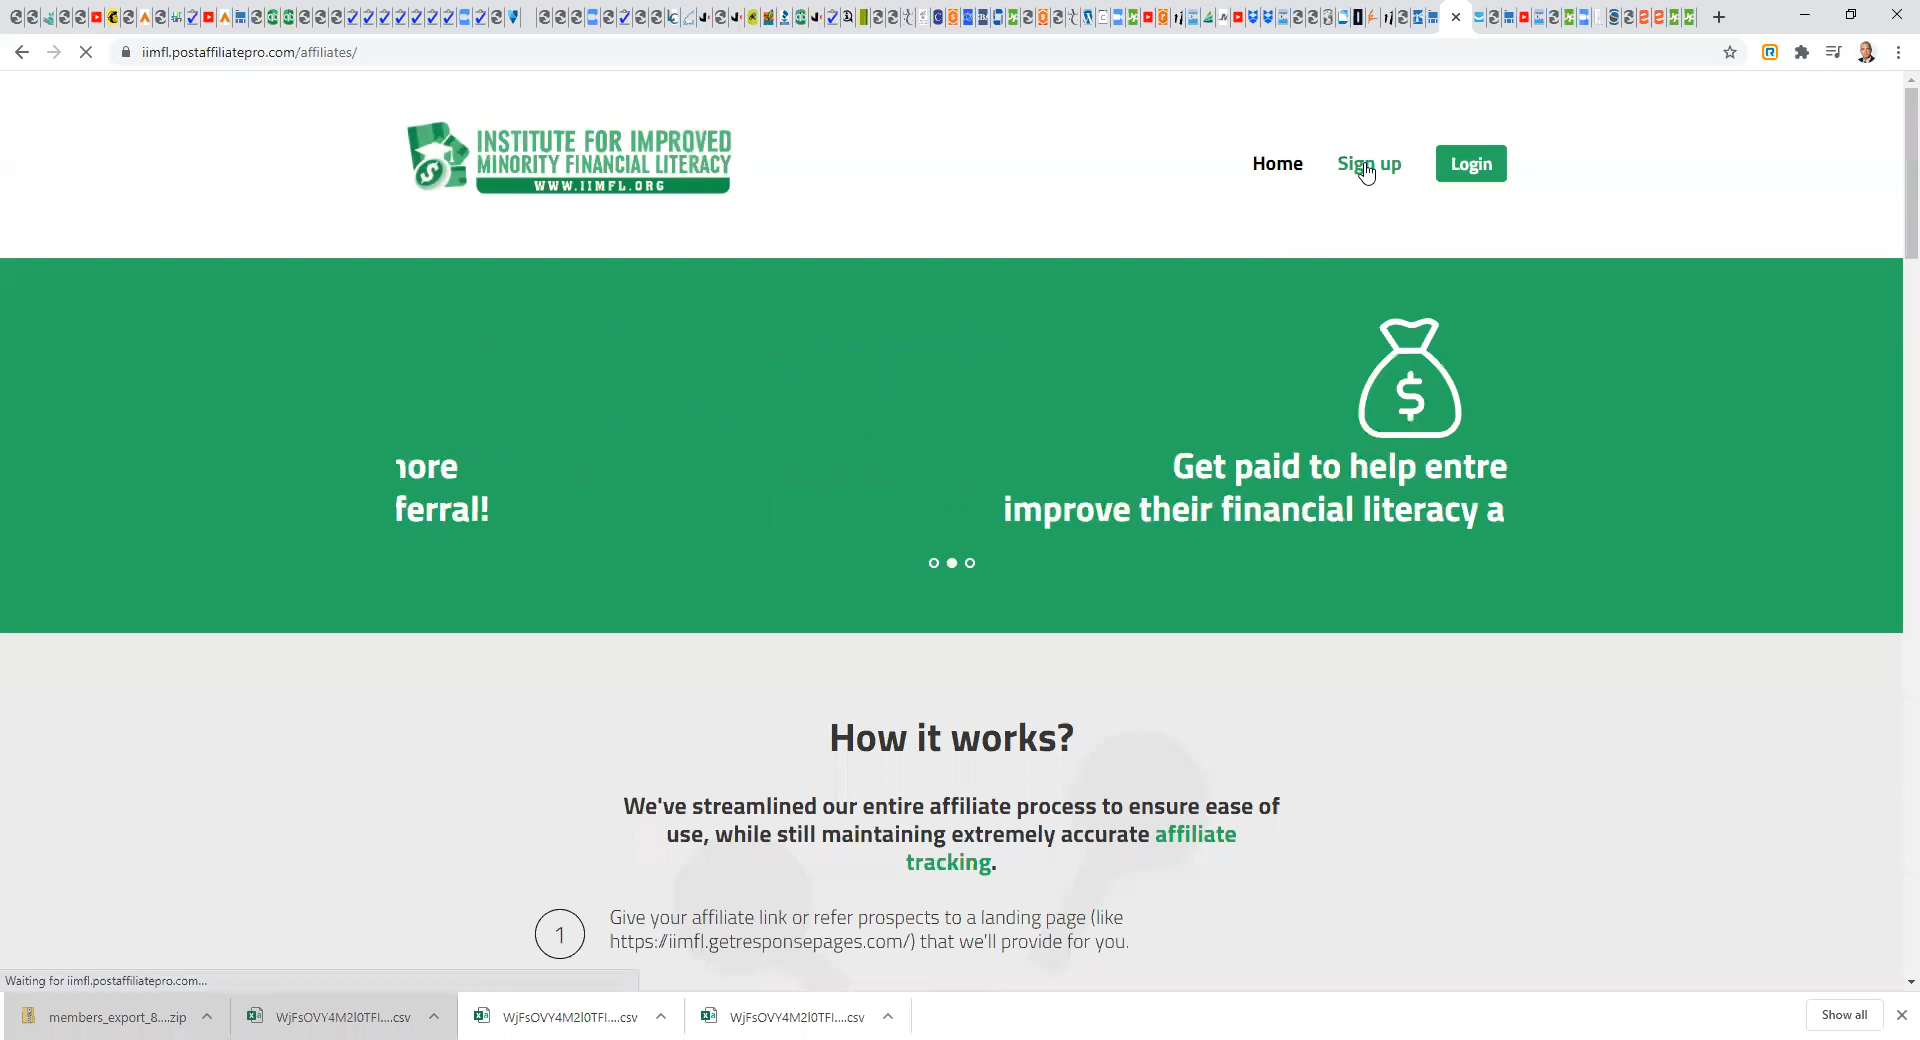 iimfl.postaffiliatepro.com/affiliates/
INSTITUTE FOR IMPROVED
MINORITY FINANCIAL LITERACY
WWW.IIMFL.ORG
Home
Sign up
Login
ferral!
Get paid to help entre
improve their financial literacy a
How it works?
We've streamlined our entire affiliate process to ensure ease of
use, while still maintaining extremely accurate affiliate
tracking.
1
Give your affiliate link or refer prospects to a landing page (like
https://iimfl.getresponsepages.com/) that we'll provide for you.
Waiting for iimfl.postaffiliatepro.com...
members_export_8....zip
WjFsOVY4M2l0TFl....csv
WjFsOVY4M2l0TFl....csv
WjFsOVY4M2l0TFl....csv
Show all